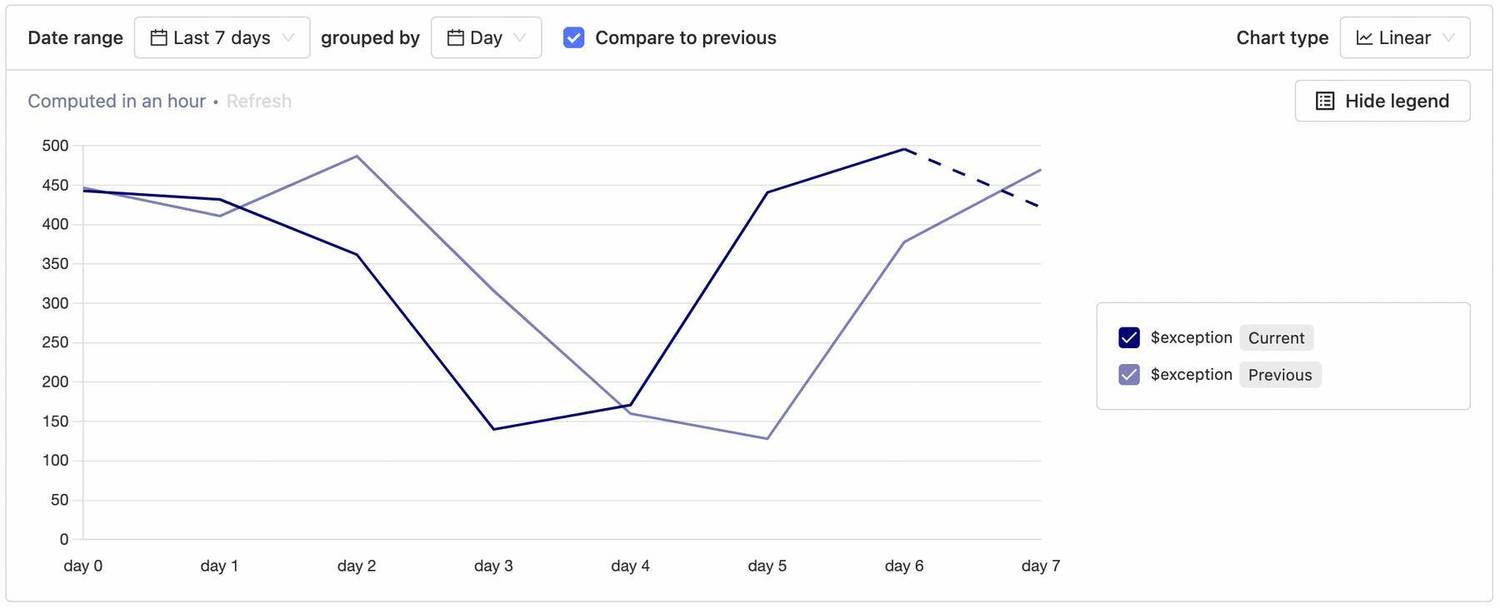 Date range Last 7 days grouped by Day Compare to previous Chart type Linear
Computed in an hour • Refresh Hide legend
500
450
400
350
300
250
200
150
100
50
0
day 0 day 1 day 2 day 3 day 4 day 5 day 6 day 7
$exception Current
$exception Previous